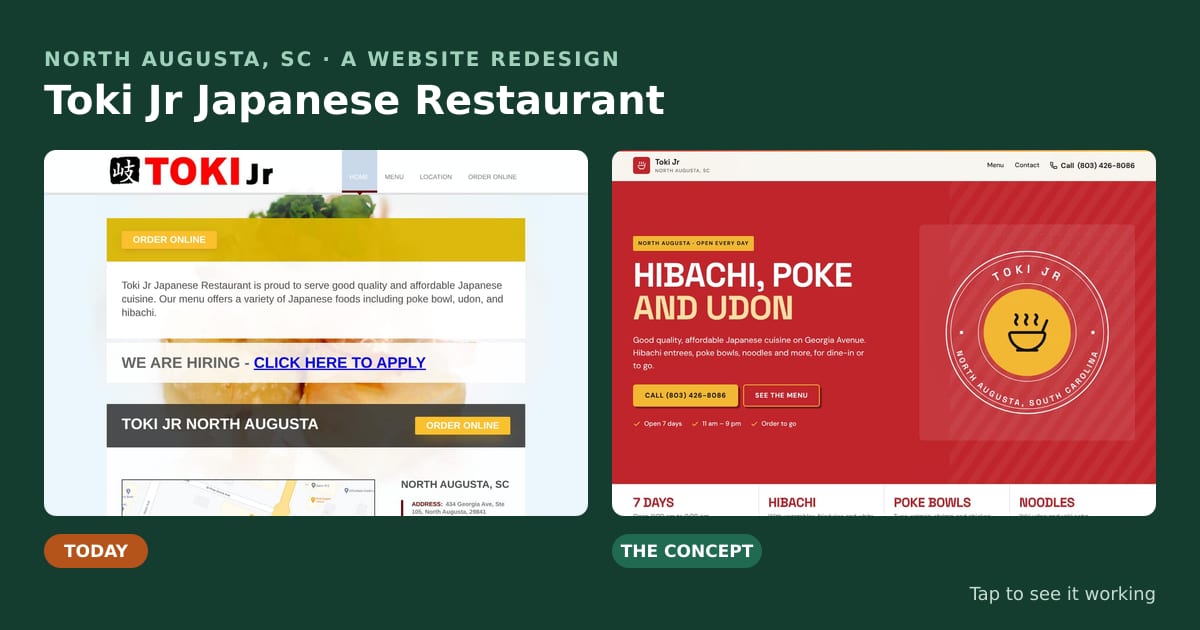 NORTH AUGUSTA, SC · A WEBSITE REDESIGN
Toki Jr Japanese Restaurant
岐 TOKI Jr
HOME MENU LOCATION ORDER ONLINE
ORDER ONLINE
Toki Jr Japanese Restaurant is proud to serve good quality and affordable Japanese
cuisine. Our menu offers a variety of Japanese foods including poke bowl, udon, and
hibachi.
WE ARE HIRING - CLICK HERE TO APPLY
TOKI JR NORTH AUGUSTA ORDER ONLINE
NORTH AUGUSTA, SC
ADDRESS: 434 Georgia Ave, Ste
105, North Augusta, 29841
TODAY
Toki Jr
NORTH AUGUSTA, SC
Menu Contact Call (803) 426-8086
NORTH AUGUSTA · OPEN EVERY DAY
HIBACHI, POKE
AND UDON
Good quality, affordable Japanese cuisine on Georgia Avenue.
Hibachi entrees, poke bowls, noodles and more, for dine-in or
to go.
CALL (803) 426-8086 SEE THE MENU
Open 7 days 11 am – 9 pm Order to go
TOKI JR
NORTH AUGUSTA, SOUTH CAROLINA
7 DAYS HIBACHI POKE BOWLS NOODLES
THE CONCEPT
Tap to see it working